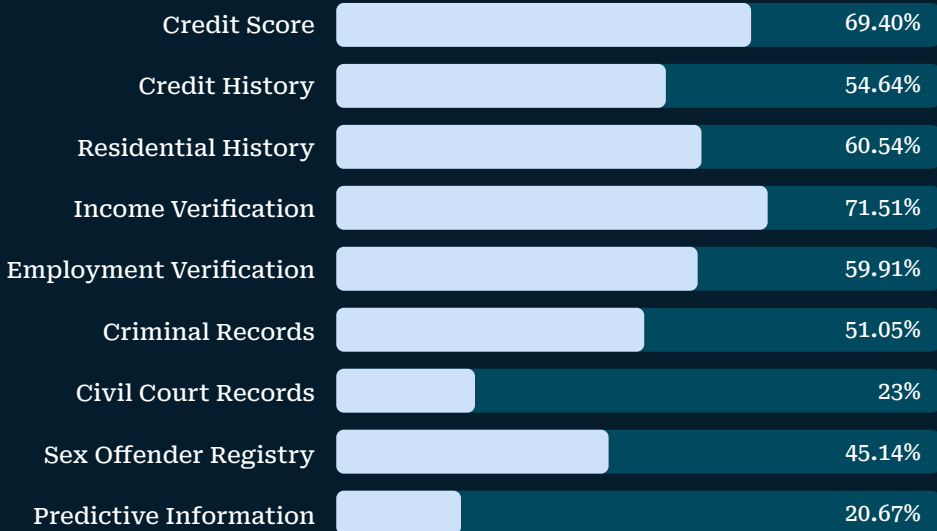 Credit Score 69.40%
Credit History 54.64%
Residential History 60.54%
Income Verification 71.51%
Employment Verification 59.91%
Criminal Records 51.05%
Civil Court Records 23%
Sex Offender Registry 45.14%
Predictive Information 20.67%